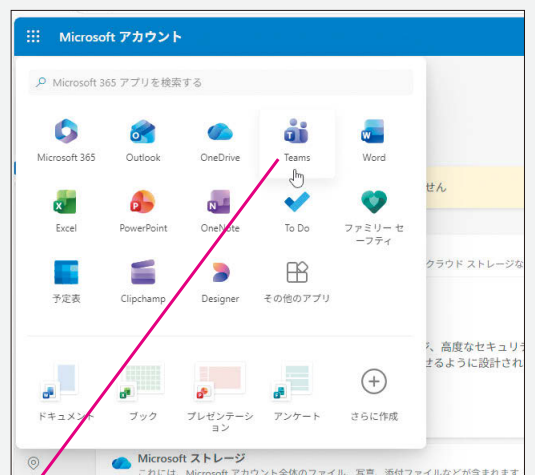 Microsoft アカウント
Microsoft 365 アプリを検索する
Microsoft 365
Outlook
OneDrive
Teams
Word
せん
Excel
PowerPoint
OneNote
To Do
ファミリー セ
ーフティ
クラウド ストレージな
予定表
Clipchamp
Designer
その他のアプリ
ジ、高度なセキュリテ
せるように設計され
ドキュメント
ブック
プレゼンテーシ
ョン
アンケート
さらに作成
Microsoft ストレージ
これには、Microsoft アカウント全体のファイル、写真、添付ファイルなどが含まれます